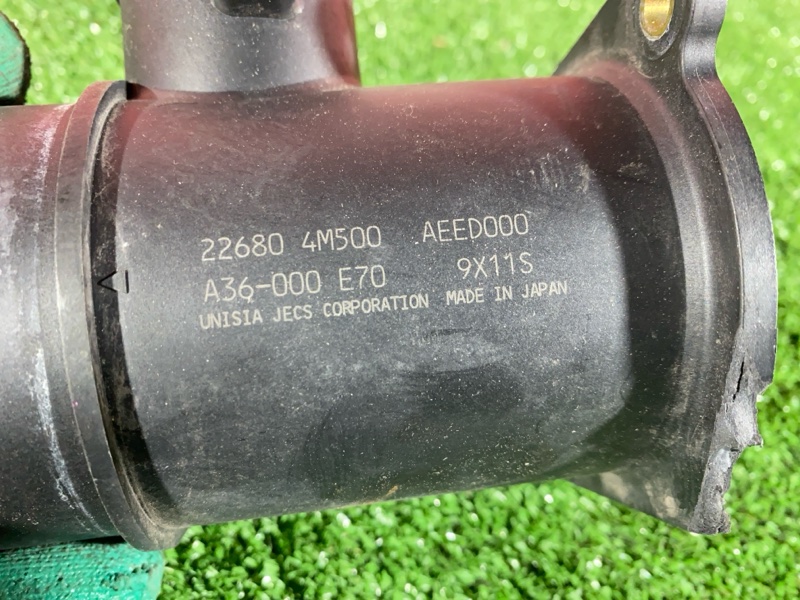 22680 4M500 AEED000
A36-000 E70 9X11S
UNISIA JECS CORPORATION MADE IN JAPAN